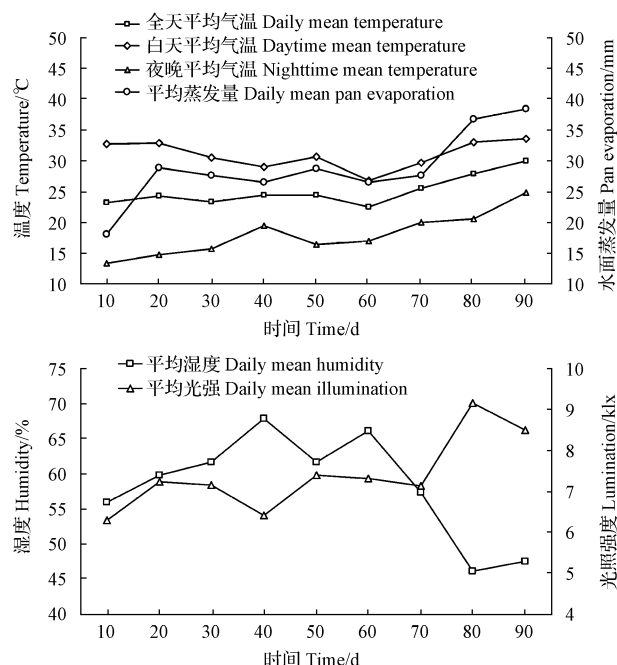 全天平均气温 Daily mean temperature
白天平均气温 Daytime mean temperature
夜晚平均气温 Nighttime mean temperature
平均蒸发量 Daily mean pan evaporation
温度 Temperature/℃
50
45
40
35
30
25
20
15
10
水面蒸发量 Pan evaporation/mm
50
45
40
35
30
25
20
15
10
10 20 30 40 50 60 70 80 90
时间 Time/d
平均湿度 Daily mean humidity
平均光强 Daily mean illumination
湿度 Humidity/%
75
70
65
60
55
50
45
40
光照强度 Lumination/klx
10
9
8
7
6
5
4
10 20 30 40 50 60 70 80 90
时间 Time/d